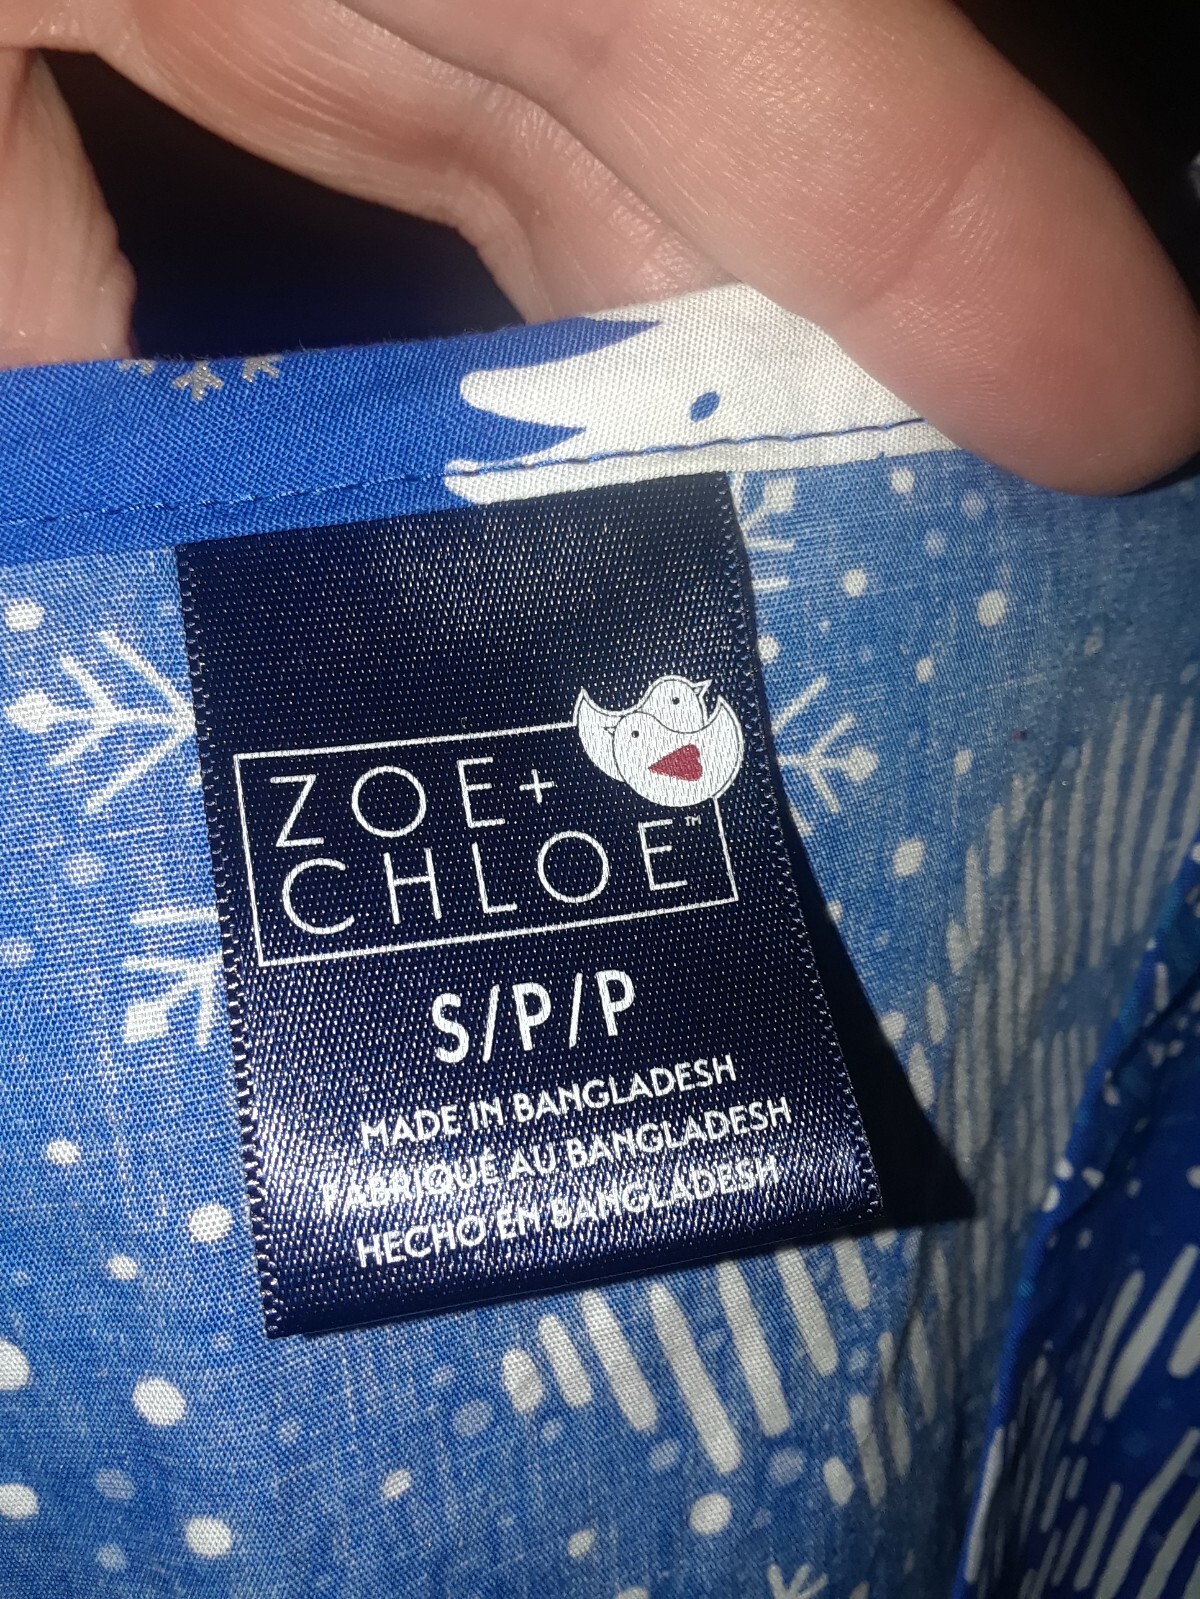 ZOE+
CHLOE™
S/P/P
MADE IN BANGLADESH
FABRIQUÉ AU BANGLADESH
HECHO EN BANGLADESH